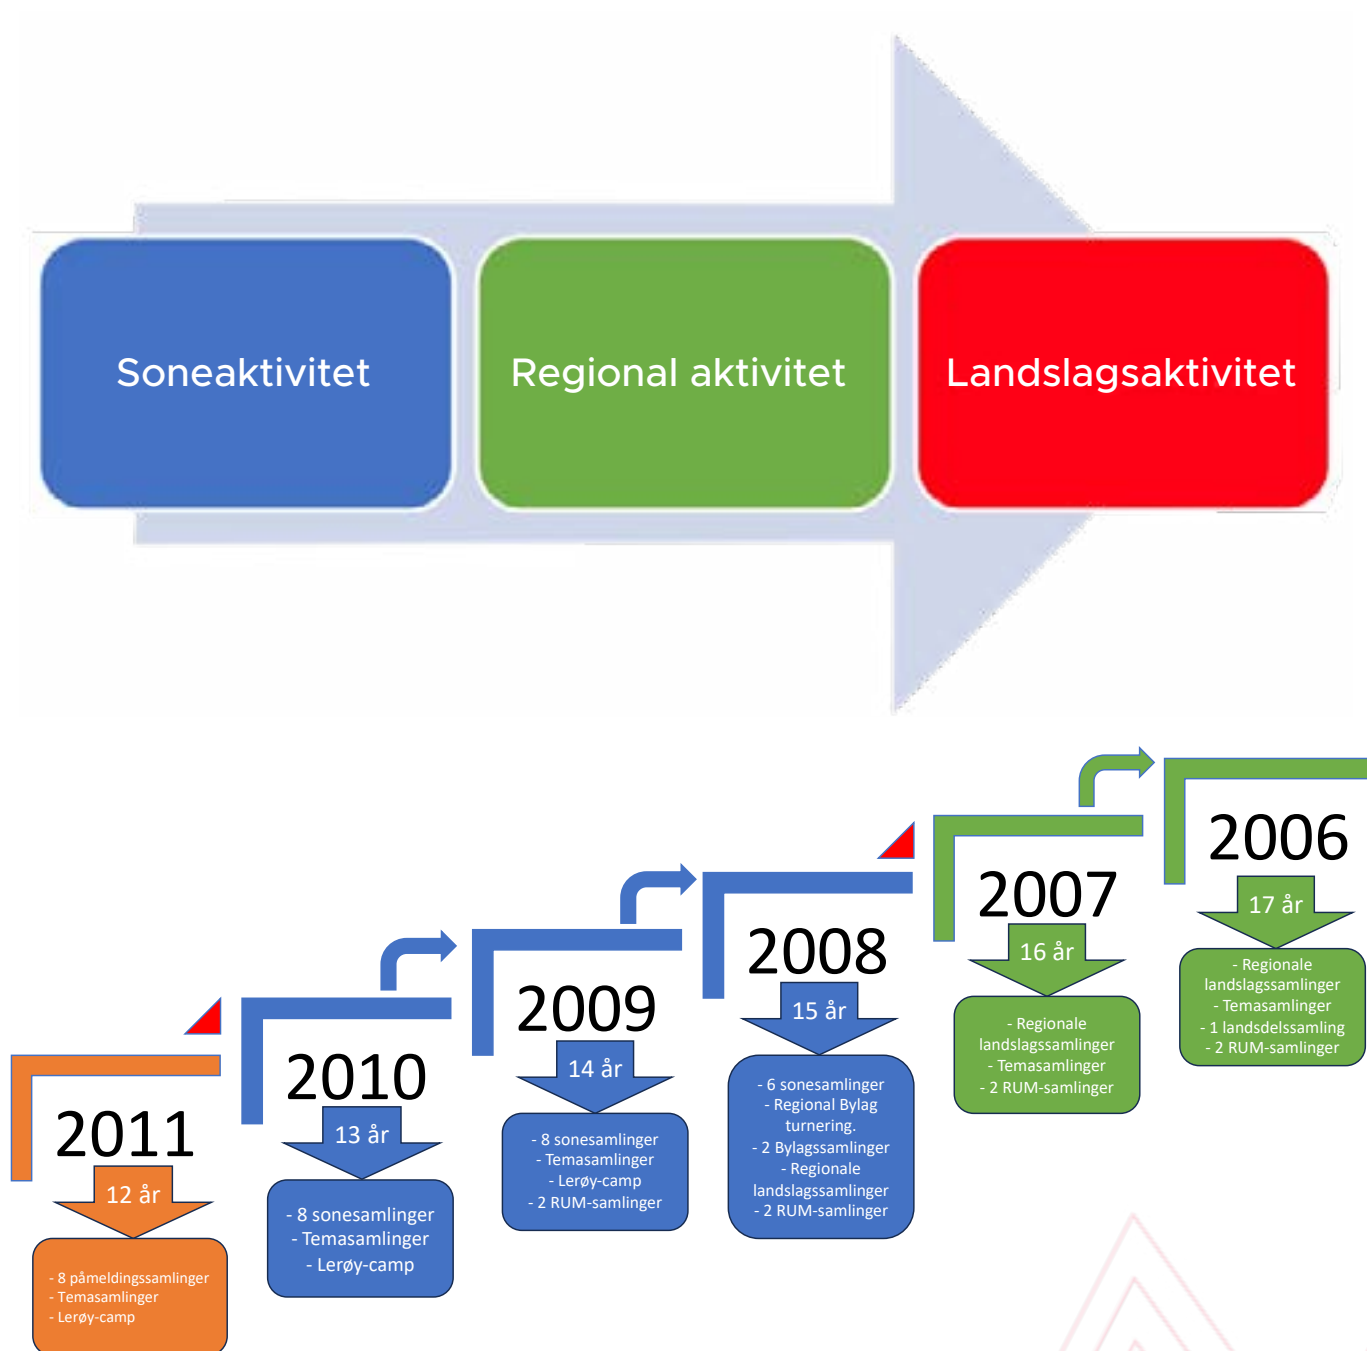 Soneaktivitet
Regional aktivitet
Landslagsaktivitet
2011
12 år
- 8 påmeldingssamlinger
- Temasamlinger
- Lerøy-camp
2010
13 år
- 8 sonesamlinger
- Temasamlinger
- Lerøy-camp
2009
14 år
- 8 sonesamlinger
- Temasamlinger
- Lerøy-camp
- 2 RUM-samlinger
2008
15 år
- 6 sonesamlinger
- Regional Bylag
turnering.
- 2 Bylagssamlinger
- Regionale
landslagssamlinger
- 2 RUM-samlinger
2007
16 år
- Regionale
landslagssamlinger
- Temasamlinger
- 2 RUM-samlinger
2006
17 år
- Regionale
landslagssamlinger
- Temasamlinger
- 1 landsdelssamling
- 2 RUM-samlinger